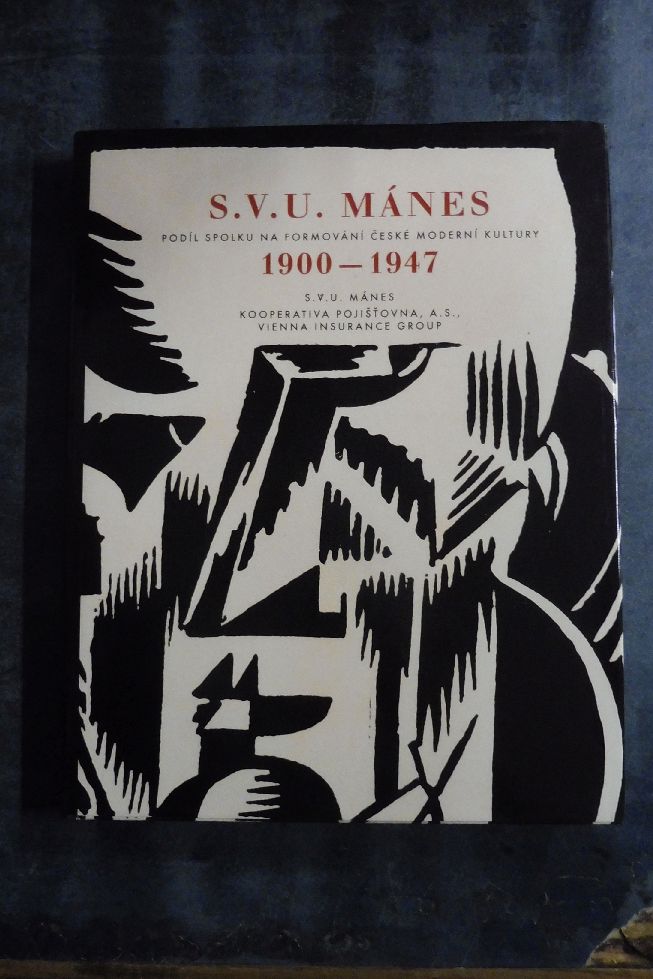 S.V.U. MÁNES
PODÍL SPOLKU NA FORMOVÁNÍ ČESKÉ MODERNÍ KULTURY
1900 — 1947
S.V.U. MÁNES
KOOPERATIVA POJIŠŤOVNA, A.S.,
VIENNA INSURANCE GROUP